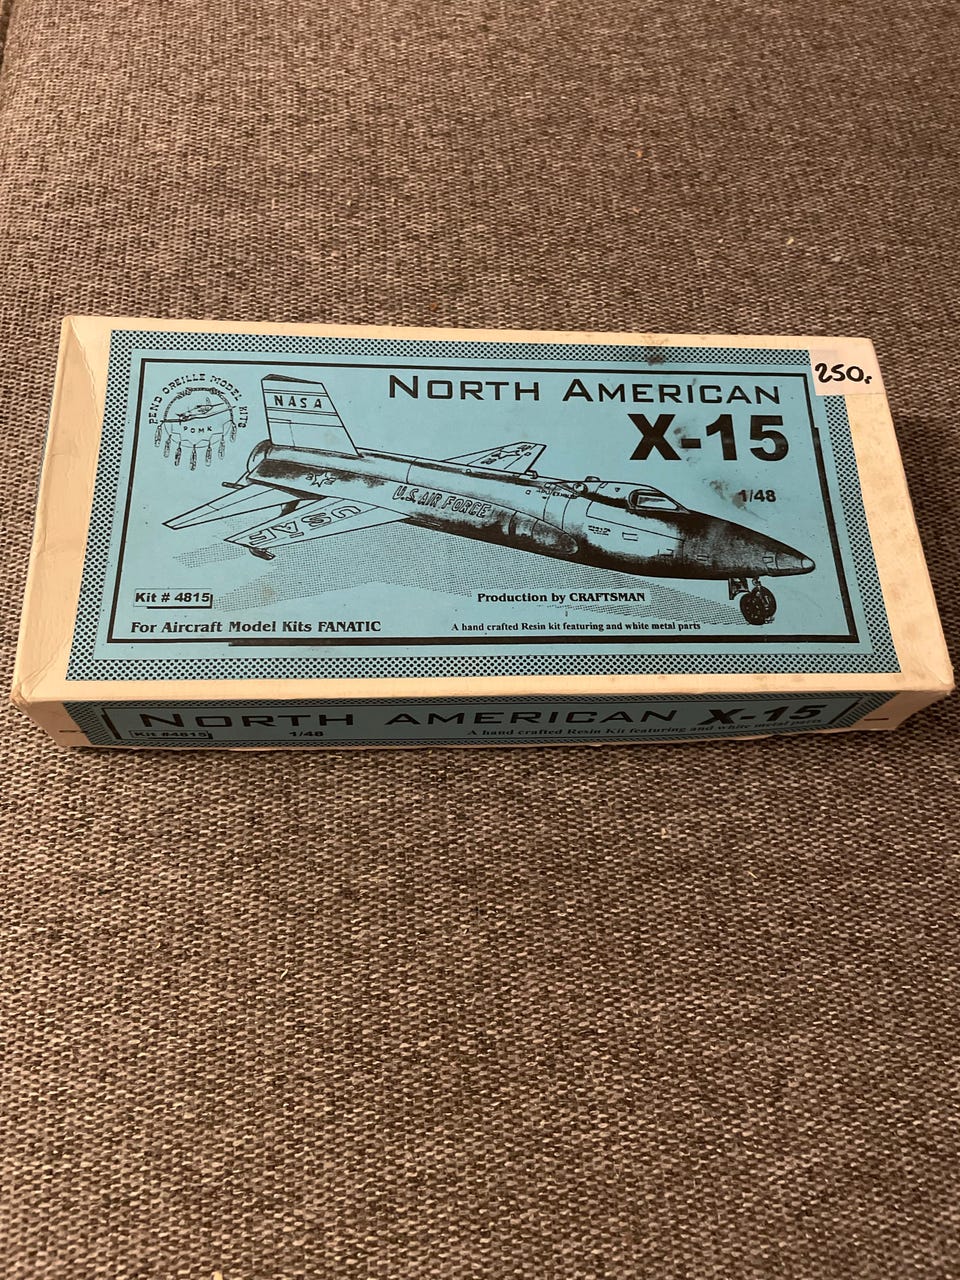 PEND OREILLE MODEL KITS
POMK
NORTH AMERICAN
X-15
250,
1/48
NASA
U.S. AIR FORCE
USAF
Kit # 4815
Production by CRAFTSMAN
For Aircraft Model Kits FANATIC
A hand crafted Resin kit featuring and white metal parts
NORTH AMERICAN X-15
Kit #4815
1/48
A hand crafted Resin Kit featuring and white metal parts